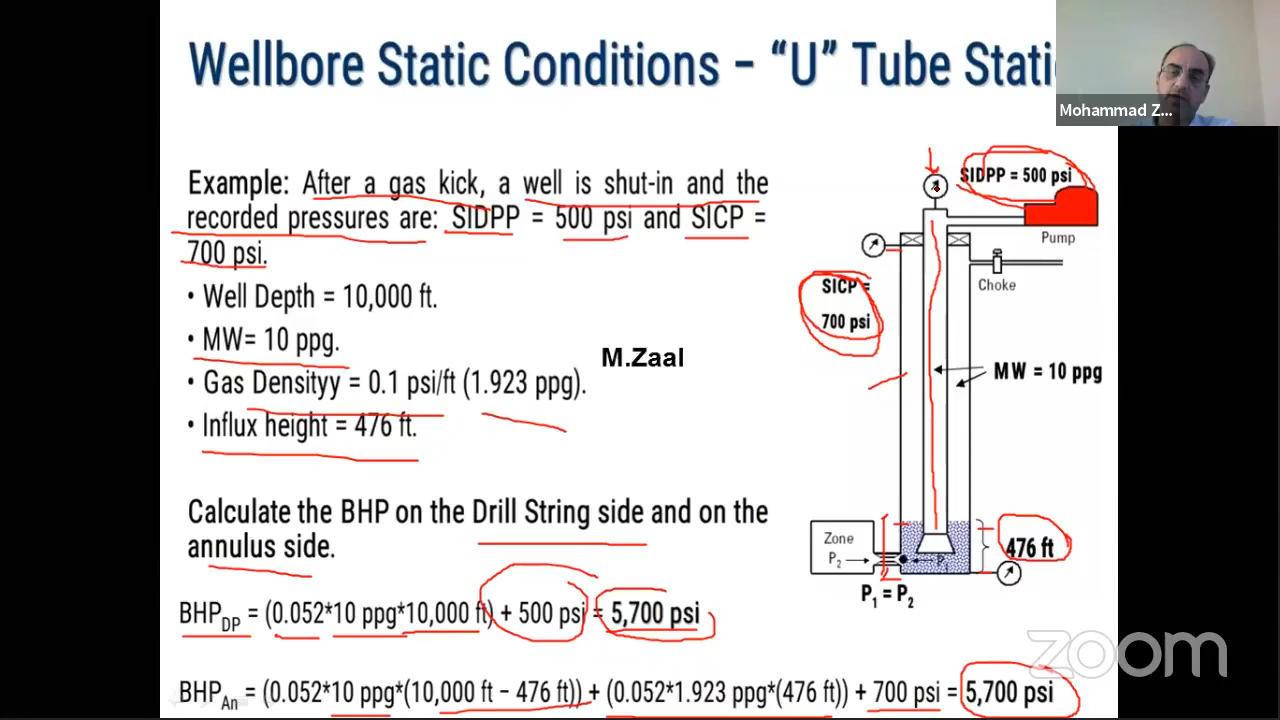 Wellbore Static Conditions – “U” Tube Stati
Mohammad Z...
Example: After a gas kick, a well is shut-in and the
recorded pressures are: SIDPP = 500 psi and SICP =
700 psi.
• Well Depth = 10,000 ft.
• MW= 10 ppg.
• Gas Densityy = 0.1 psi/ft (1.923 ppg).
• Influx height = 476 ft.
M.Zaal
Calculate the BHP on the Drill String side and on the
annulus side.
BHP_DP = (0.052*10 ppg*10,000 ft) + 500 psi = 5,700 psi
BHP_An = (0.052*10 ppg*(10,000 ft – 476 ft)) + (0.052*1.923 ppg*(476 ft)) + 700 psi = 5,700 psi
SIDPP = 500 psi
Pump
Choke
SICP =
700 psi
MW = 10 ppg
Zone
P₂
476 ft
P₁ = P₂
zoom